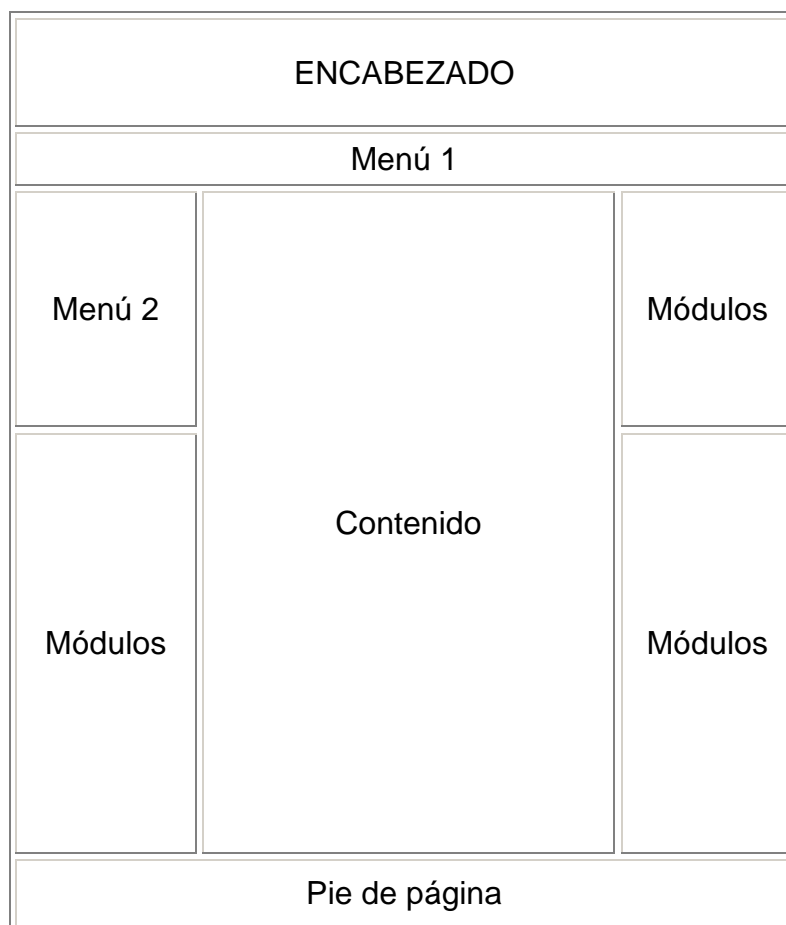 ENCABEZADO
Menú 1
Menú 2
Módulos
Contenido
Módulos
Módulos
Pie de página